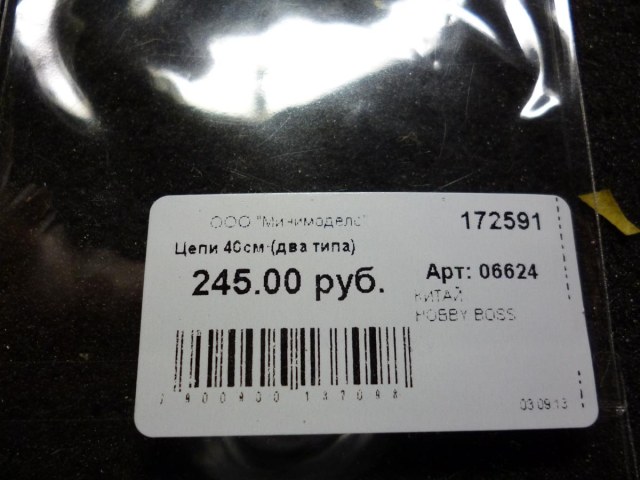 ООО "Минимоделс"
172591
Цепи 40см (два типа)
245.00 руб.
Арт: 06624
КИТАЙ
HOBBY BOSS
03.09.13